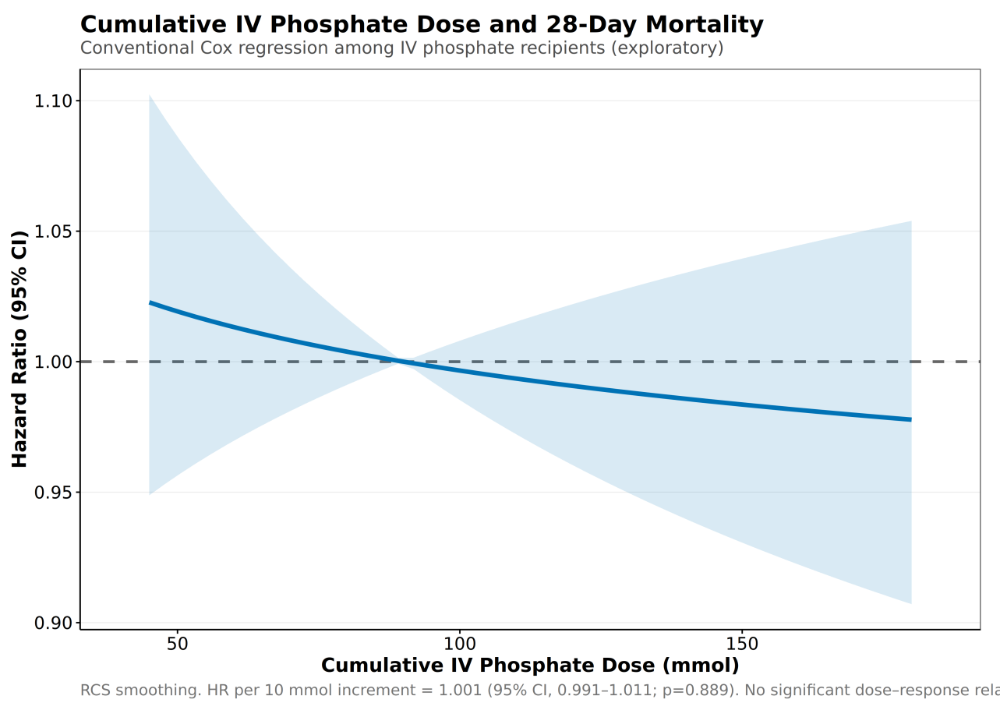 Cumulative IV Phosphate Dose and 28-Day Mortality
Conventional Cox regression among IV phosphate recipients (exploratory)
Hazard Ratio (95% CI)
1.10
1.05
1.00
0.95
0.90
50 100 150
Cumulative IV Phosphate Dose (mmol)
RCS smoothing. HR per 10 mmol increment = 1.001 (95% CI, 0.991–1.011; p=0.889). No significant dose–response